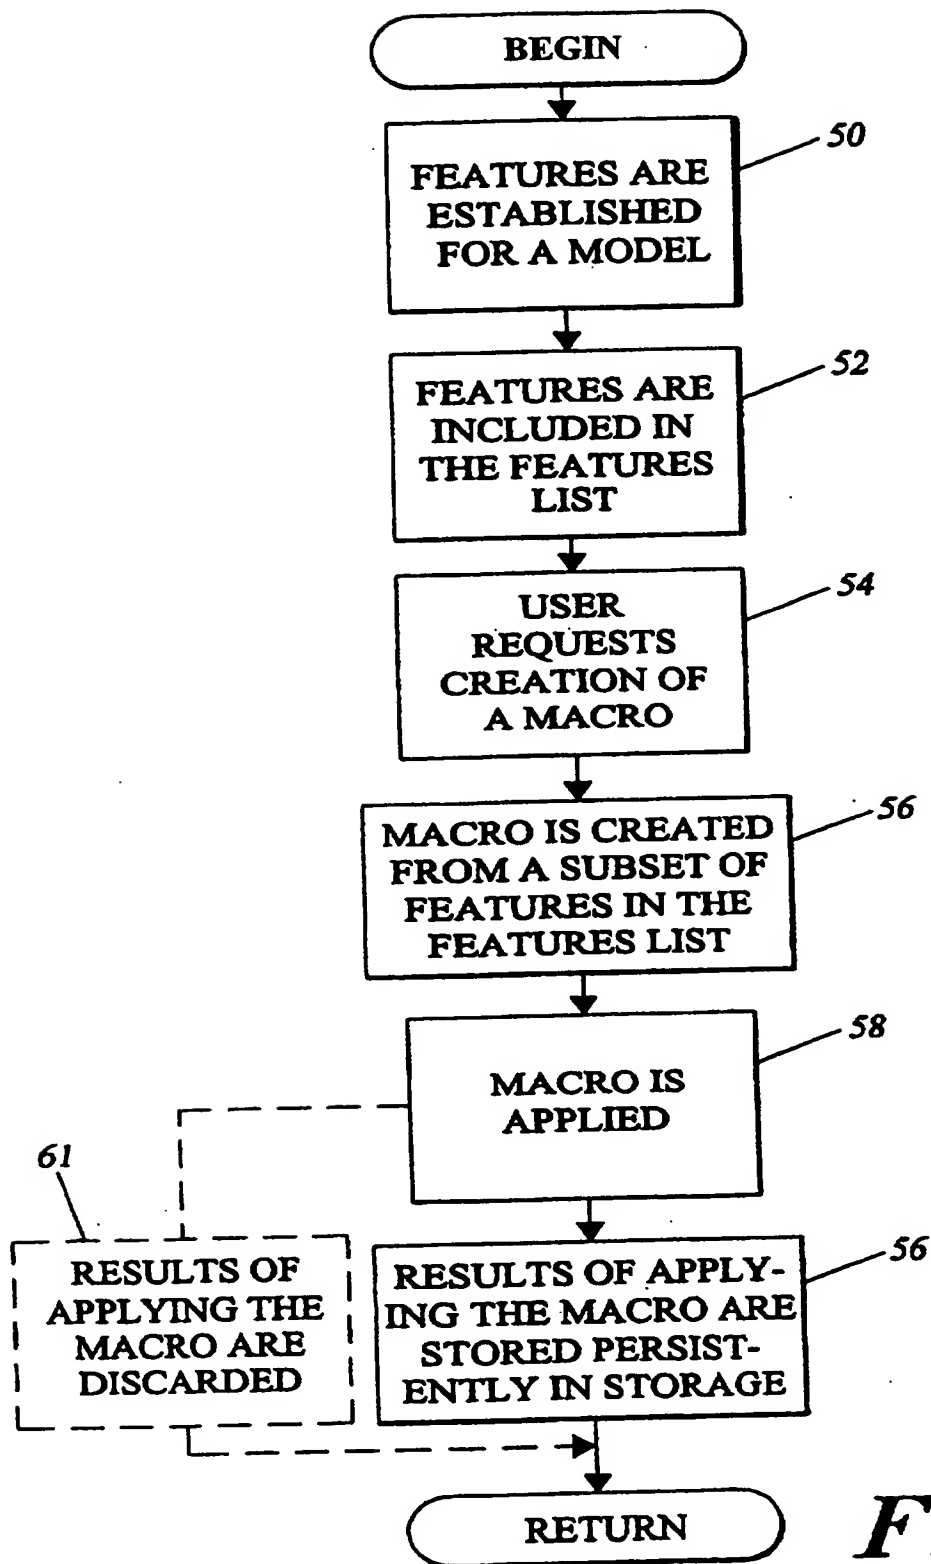 BEGIN
50
FEATURES ARE
ESTABLISHED
FOR A MODEL
52
FEATURES ARE
INCLUDED IN
THE FEATURES
LIST
54
USER
REQUESTS
CREATION OF
A MACRO
56
MACRO IS CREATED
FROM A SUBSET OF
FEATURES IN THE
FEATURES LIST
58
MACRO IS
APPLIED
61
RESULTS OF
APPLYING THE
MACRO ARE
DISCARDED
56
RESULTS OF APPLY-
ING THE MACRO ARE
STORED PERSIST-
ENTLY IN STORAGE
RETURN
F